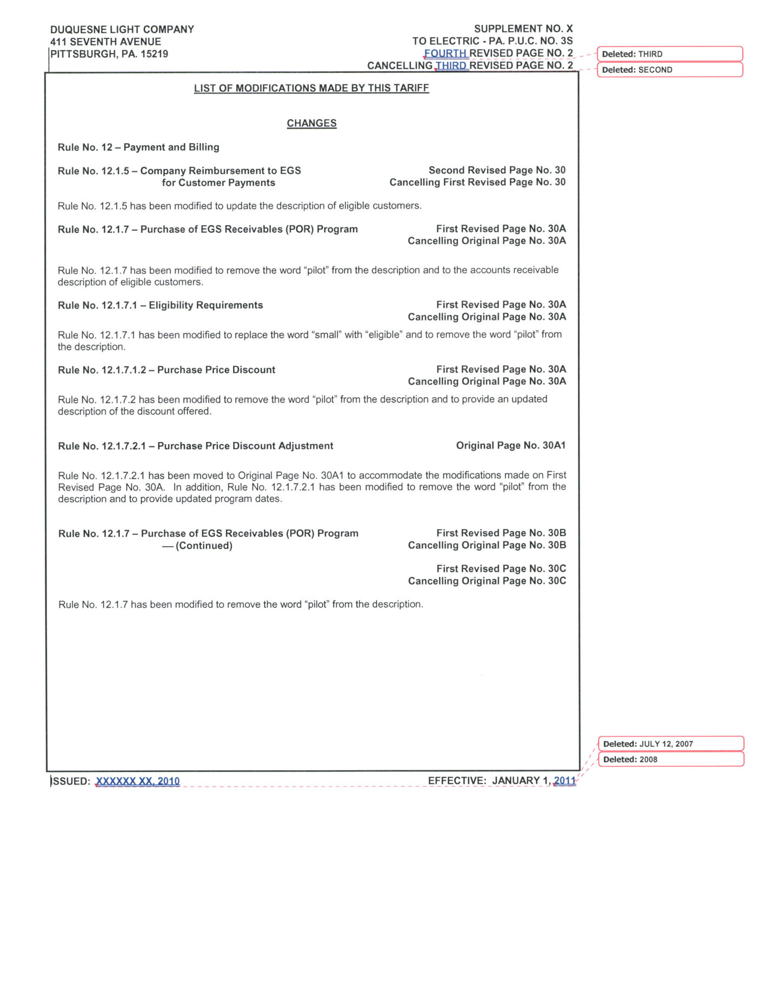 DUQUESNE LIGHT COMPANY
411 SEVENTH AVENUE
PITTSBURGH, PA. 15219
SUPPLEMENT NO. X
TO ELECTRIC - PA. P.U.C. NO. 3S
FOURTH REVISED PAGE NO. 2
CANCELLING THIRD REVISED PAGE NO. 2
Deleted: THIRD
Deleted: SECOND
LIST OF MODIFICATIONS MADE BY THIS TARIFF
CHANGES
Rule No. 12 – Payment and Billing
Rule No. 12.1.5 – Company Reimbursement to EGS
for Customer Payments
Second Revised Page No. 30
Cancelling First Revised Page No. 30
Rule No. 12.1.5 has been modified to update the description of eligible customers.
Rule No. 12.1.7 – Purchase of EGS Receivables (POR) Program
First Revised Page No. 30A
Cancelling Original Page No. 30A
Rule No. 12.1.7 has been modified to remove the word “pilot” from the description and to the accounts receivable
description of eligible customers.
Rule No. 12.1.7.1 – Eligibility Requirements
First Revised Page No. 30A
Cancelling Original Page No. 30A
Rule No. 12.1.7.1 has been modified to replace the word “small” with “eligible” and to remove the word “pilot” from
the description.
Rule No. 12.1.7.1.2 – Purchase Price Discount
First Revised Page No. 30A
Cancelling Original Page No. 30A
Rule No. 12.1.7.2 has been modified to remove the word “pilot” from the description and to provide an updated
description of the discount offered.
Rule No. 12.1.7.2.1 – Purchase Price Discount Adjustment
Original Page No. 30A1
Rule No. 12.1.7.2.1 has been moved to Original Page No. 30A1 to accommodate the modifications made on First
Revised Page No. 30A. In addition, Rule No. 12.1.7.2.1 has been modified to remove the word “pilot” from the
description and to provide updated program dates.
Rule No. 12.1.7 – Purchase of EGS Receivables (POR) Program
— (Continued)
First Revised Page No. 30B
Cancelling Original Page No. 30B
First Revised Page No. 30C
Cancelling Original Page No. 30C
Rule No. 12.1.7 has been modified to remove the word “pilot” from the description.
Deleted: JULY 12, 2007
Deleted: 2008
ISSUED: XXXXXX XX, 2010
EFFECTIVE: JANUARY 1, 2011